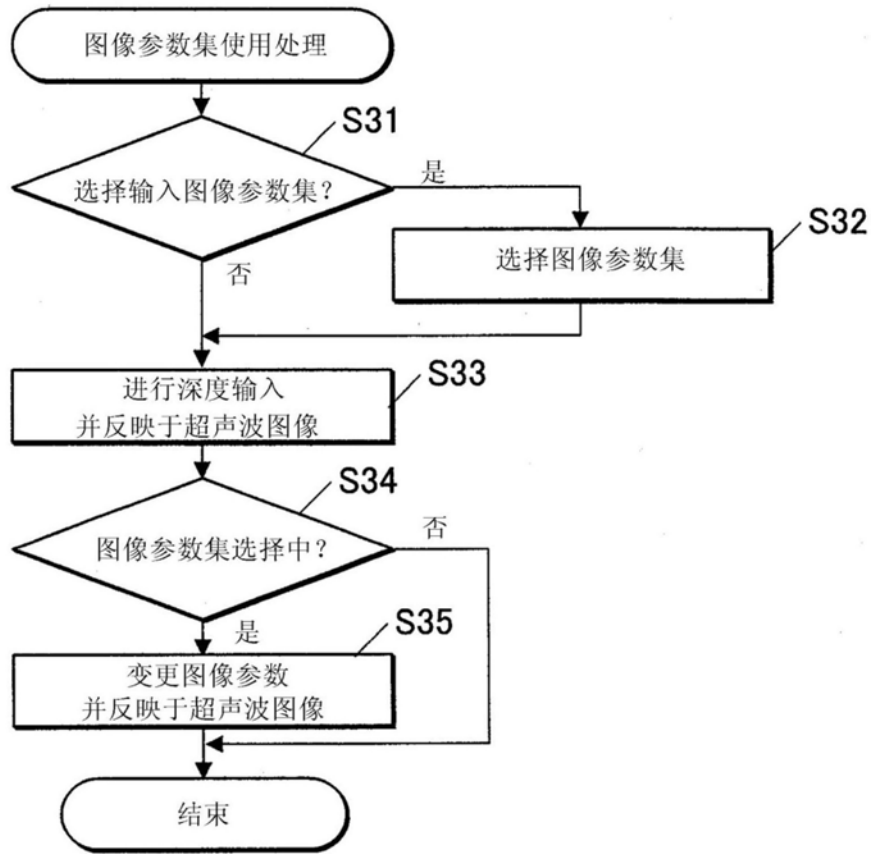 图像参数集使用处理
S31
选择输入图像参数集？
是
S32
选择图像参数集
否
S33
进行深度输入
并反映于超声波图像
S34
图像参数集选择中？
否
是
S35
变更图像参数
并反映于超声波图像
结束